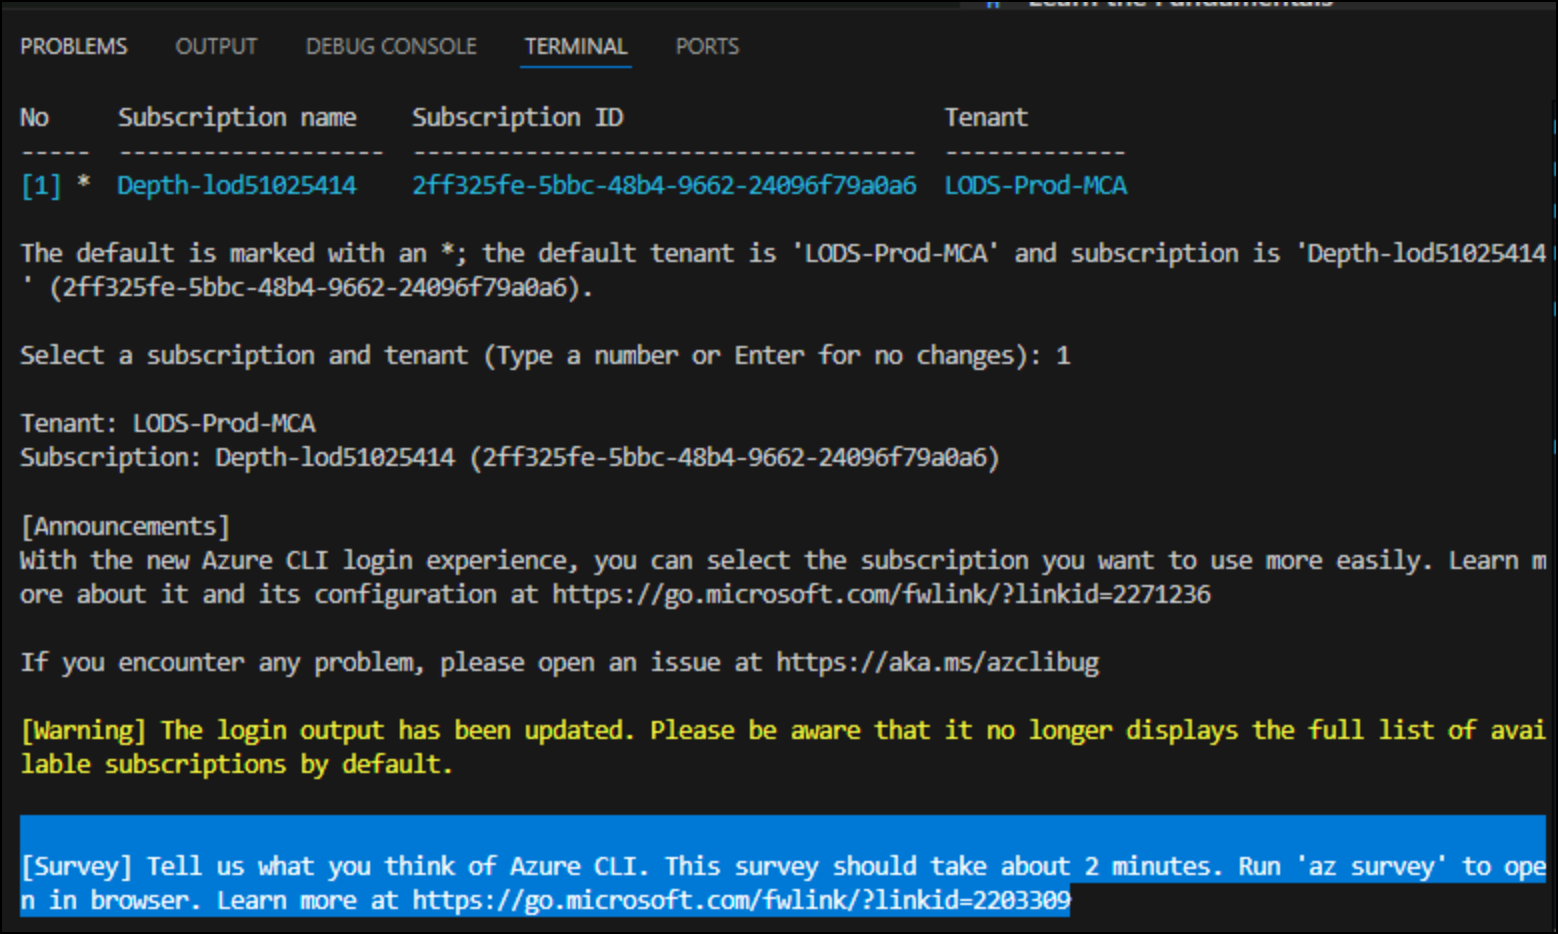 Learn the Fundamentals
PROBLEMS OUTPUT DEBUG CONSOLE TERMINAL PORTS
No Subscription name Subscription ID Tenant
----- ------------------- ------------------------------------ -------------
[1] * Depth-lod51025414 2ff325fe-5bbc-48b4-9662-24096f79a0a6 LODS-Prod-MCA
The default is marked with an *; the default tenant is 'LODS-Prod-MCA' and subscription is 'Depth-lod51025414
' (2ff325fe-5bbc-48b4-9662-24096f79a0a6).
Select a subscription and tenant (Type a number or Enter for no changes): 1
Tenant: LODS-Prod-MCA
Subscription: Depth-lod51025414 (2ff325fe-5bbc-48b4-9662-24096f79a0a6)
[Announcements]
With the new Azure CLI login experience, you can select the subscription you want to use more easily. Learn m
ore about it and its configuration at https://go.microsoft.com/fwlink/?linkid=2271236
If you encounter any problem, please open an issue at https://aka.ms/azclibug
[Warning] The login output has been updated. Please be aware that it no longer displays the full list of avai
lable subscriptions by default.
[Survey] Tell us what you think of Azure CLI. This survey should take about 2 minutes. Run 'az survey' to ope
n in browser. Learn more at https://go.microsoft.com/fwlink/?linkid=2203309